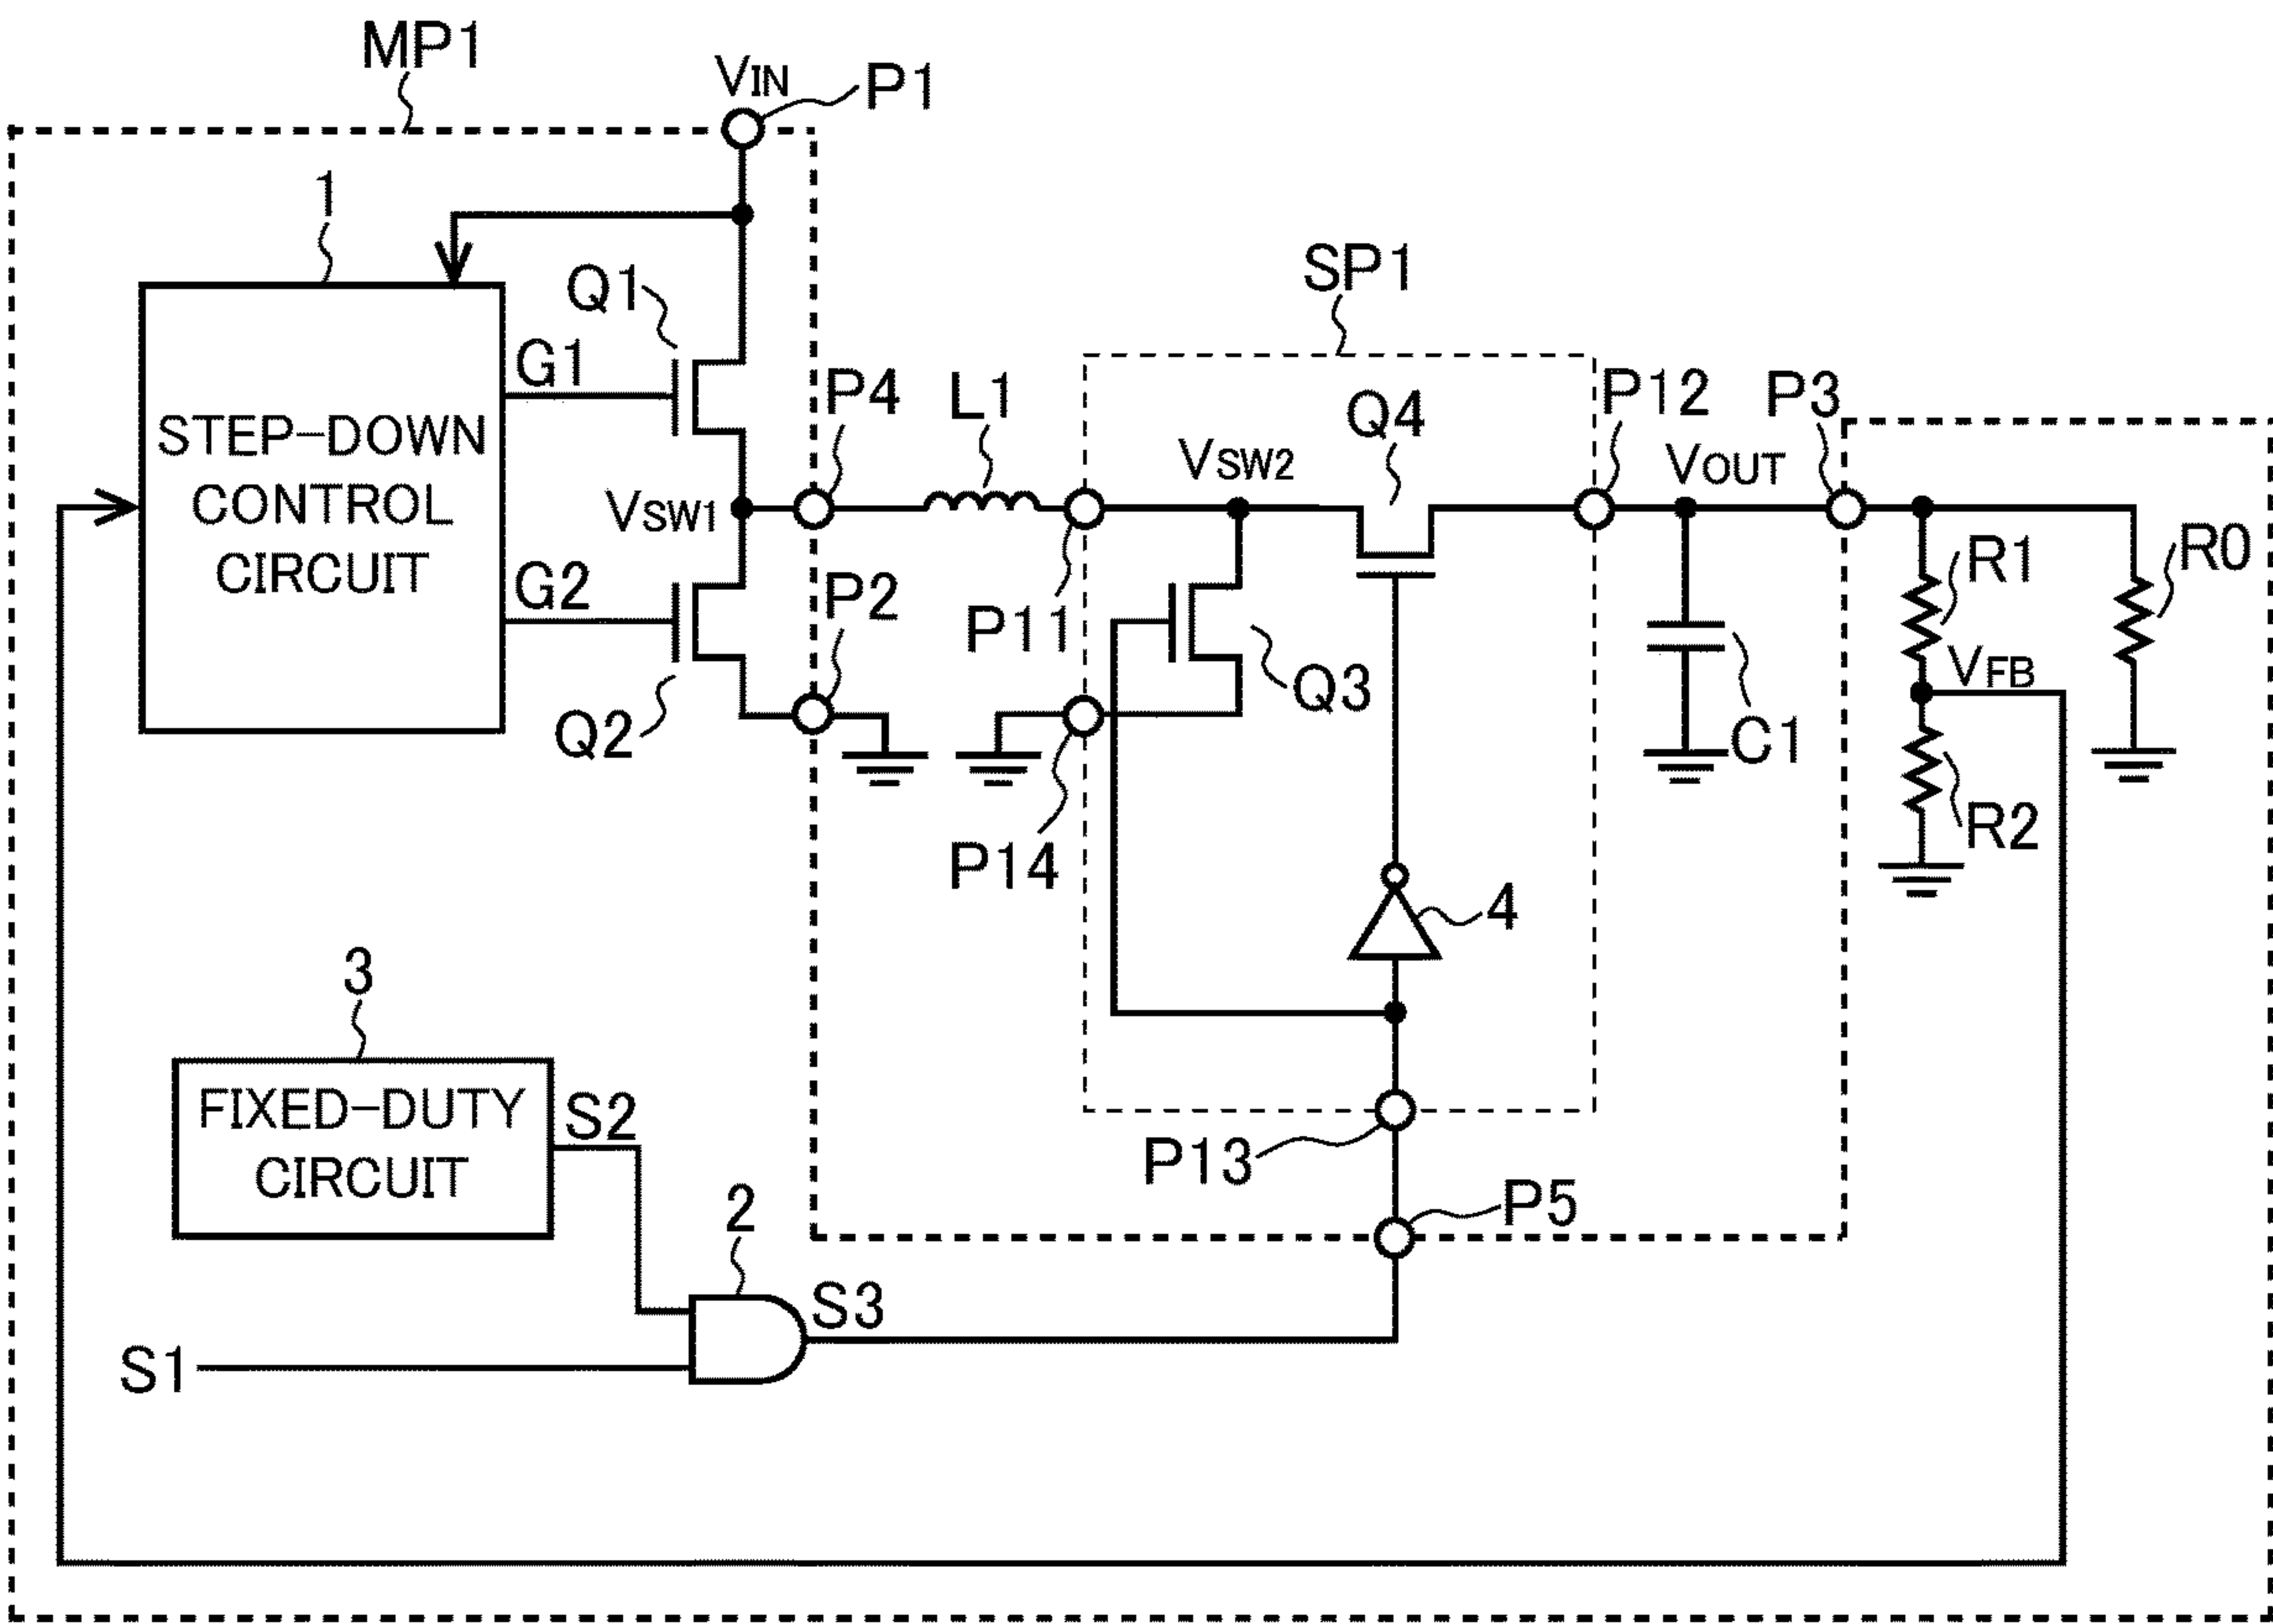 MP1
VIN
P1
1
SP1
Q1
G1
P4
L1
Q4
P12
P3
STEP-DOWN
CONTROL
CIRCUIT
VSW1
VSW2
VOUT
R1
R0
G2
P2
P11
Q3
VFB
Q2
C1
R2
P14
4
3
FIXED-DUTY
CIRCUIT
S2
P13
P5
2
S3
S1